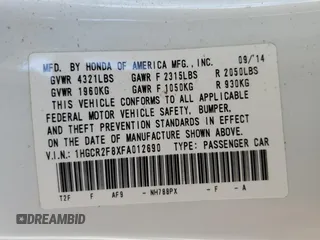 MFD. BY HONDA OF AMERICA MFG., INC. 09/14
GVWR 4321LBS GAWR F 2315LBS R 2050LBS
GVWR 1960KG GAWR F 1050KG R 930KG
THIS VEHICLE CONFORMS TO ALL APPLICABLE
FEDERAL MOTOR VEHICLE SAFETY, BUMPER,
AND THEFT PREVENTION STANDARDS IN EFFECT
ON THE DATE OF MANUFACTURE SHOWN ABOVE.
V.I.N.: 1HGCR2F8XFA012690 TYPE: PASSENGER CAR
T2F F AF9 - NH788PX - F - A
DREAMBID.COM